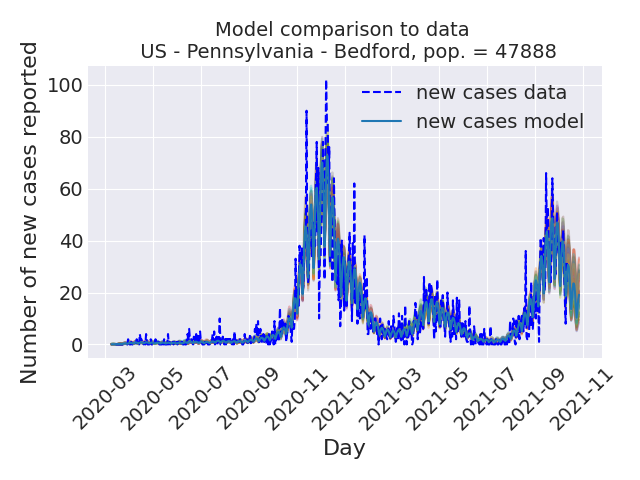 Model comparison to data
US - Pennsylvania - Bedford, pop. = 47888
Number of new cases reported
100
80
60
40
20
0
new cases data
new cases model
2020-03
2020-05
2020-07
2020-09
2020-11
2021-01
2021-03
2021-05
2021-07
2021-09
2021-11
Day